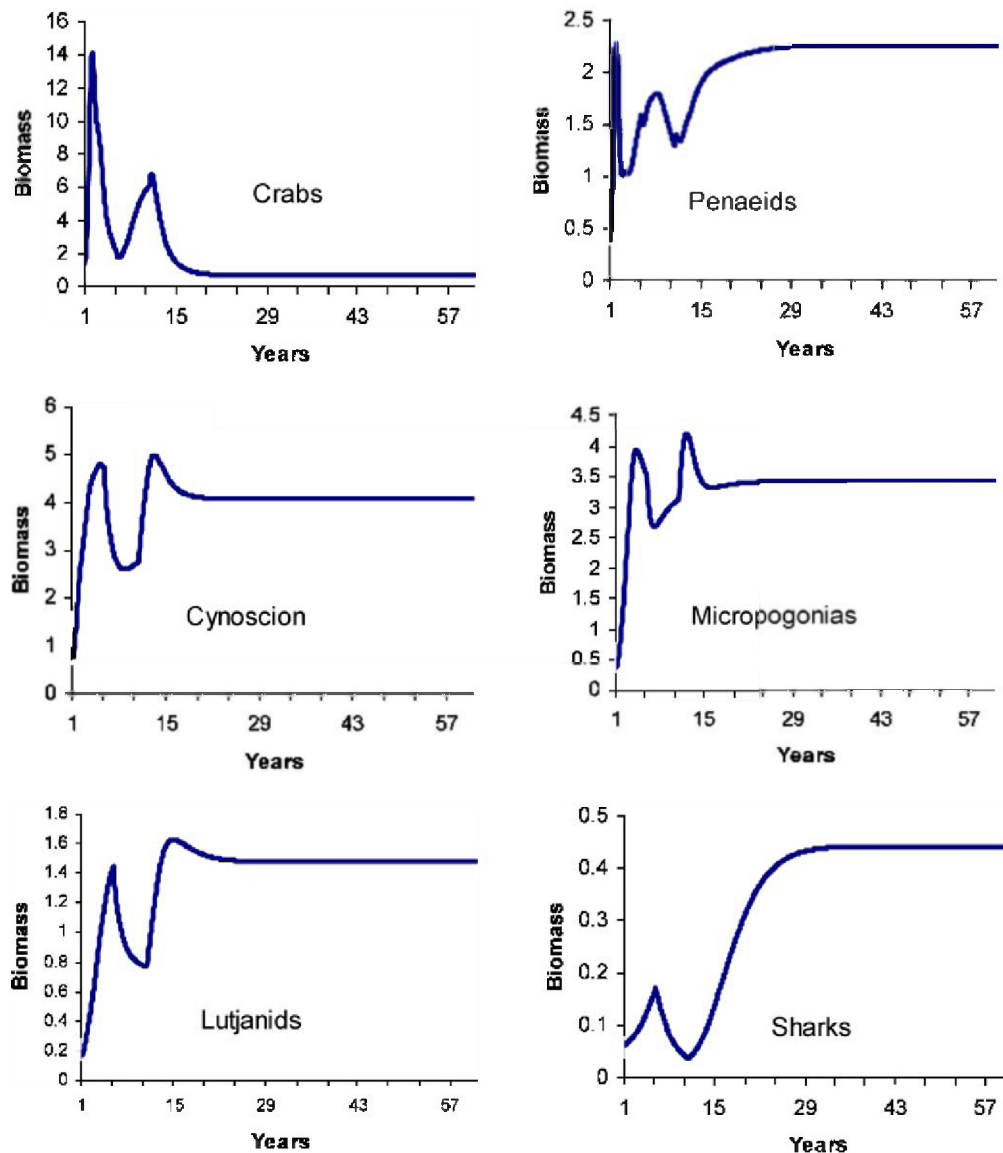 16
14
12
10
8
6
4
2
0
Biomass
Crabs
1 15 29 43 57
Years
2.5
2
1.5
1
0.5
0
Biomass
Penaeids
1 15 29 43 57
Years
6
5
4
3
2
1
0
Biomass
Cynoscion
1 15 29 43 57
Years
4.5
4
3.5
3
2.5
2
1.5
1
0.5
0
Biomass
Micropogonias
1 15 29 43 57
Years
1.8
1.6
1.4
1.2
1
0.8
0.6
0.4
0.2
0
Biomass
Lutjanids
1 15 29 43 57
Years
0.5
0.4
0.3
0.2
0.1
0
Biomass
Sharks
1 15 29 43 57
Years